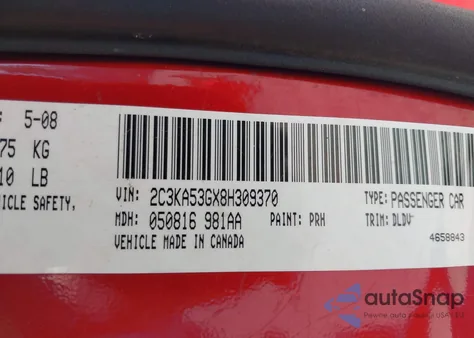 F 5-08
75 KG
10 LB
ICLE SAFETY,
VIN: 2C3KA53GX8H309370
TYPE: PASSENGER CAR
MDH: 050816 981AA
PAINT: PRH
TRIM: DLDV
VEHICLE MADE IN CANADA
4658843
autoSnap